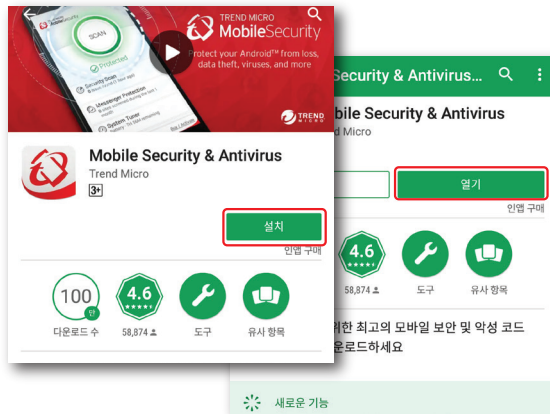 TREND MICRO
MobileSecurity
Protect your Android™ from loss,
data theft, viruses, and more
SCAN
Protected
Security Scan
Messenger Protection
System Tuner
TREND
MICRO
Mobile Security & Antivirus
Trend Micro
3+
설치
인앱 구매
100
만
4.6
다운로드 수
58,874
도구
유사 항목
Security & Antivirus...
bile Security & Antivirus
d Micro
열기
인앱 구매
4.6
58,874
도구
유사 항목
위한 최고의 모바일 보안 및 악성 코드
운로드하세요
새로운 기능